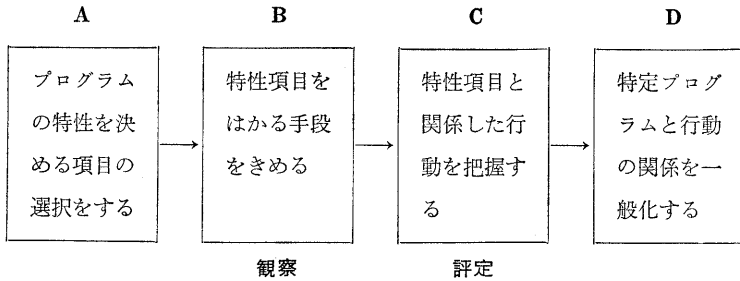 A
B
C
D
プログラム
の特性を決
める項目の
選択をする
特性項目を
はかる手段
をきめる
特性項目と
関係した行
動を把握す
る
特定プログ
ラムと行動
の関係を一
般化する
観察
評定